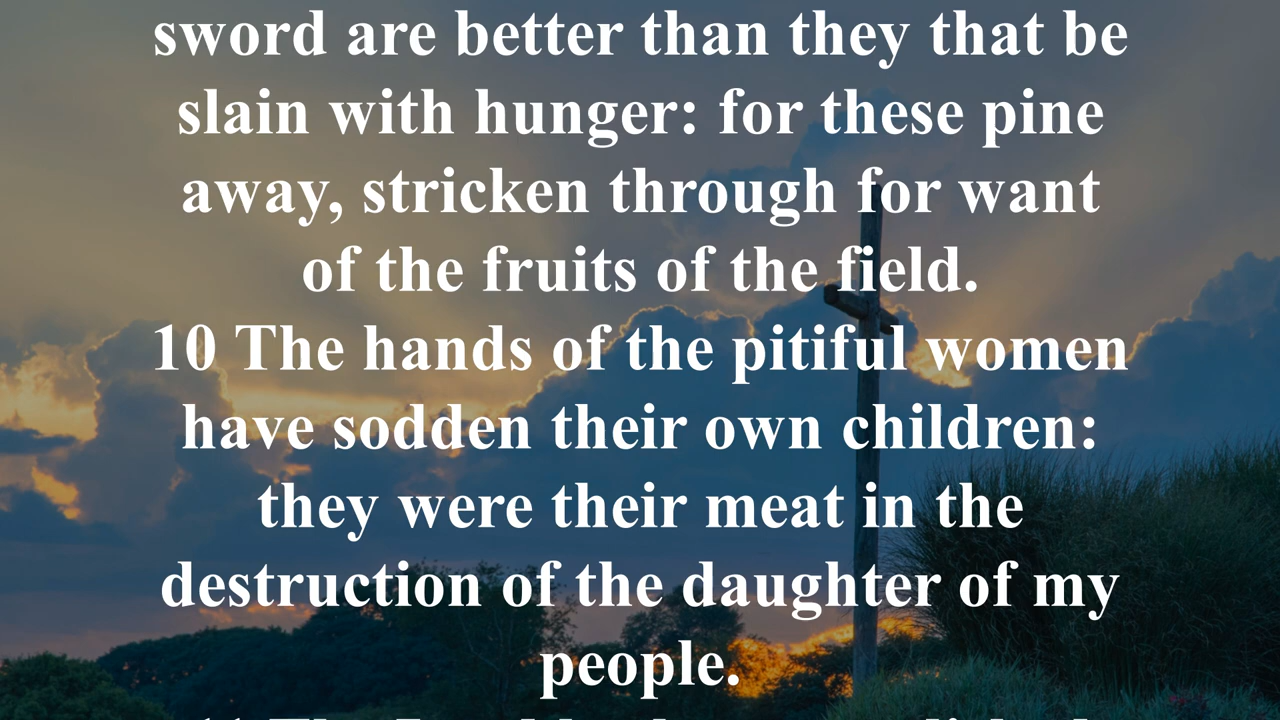 sword are better than they that be
slain with hunger: for these pine
away, stricken through for want
of the fruits of the field.
10 The hands of the pitiful women
have sodden their own children:
they were their meat in the
destruction of the daughter of my
people.